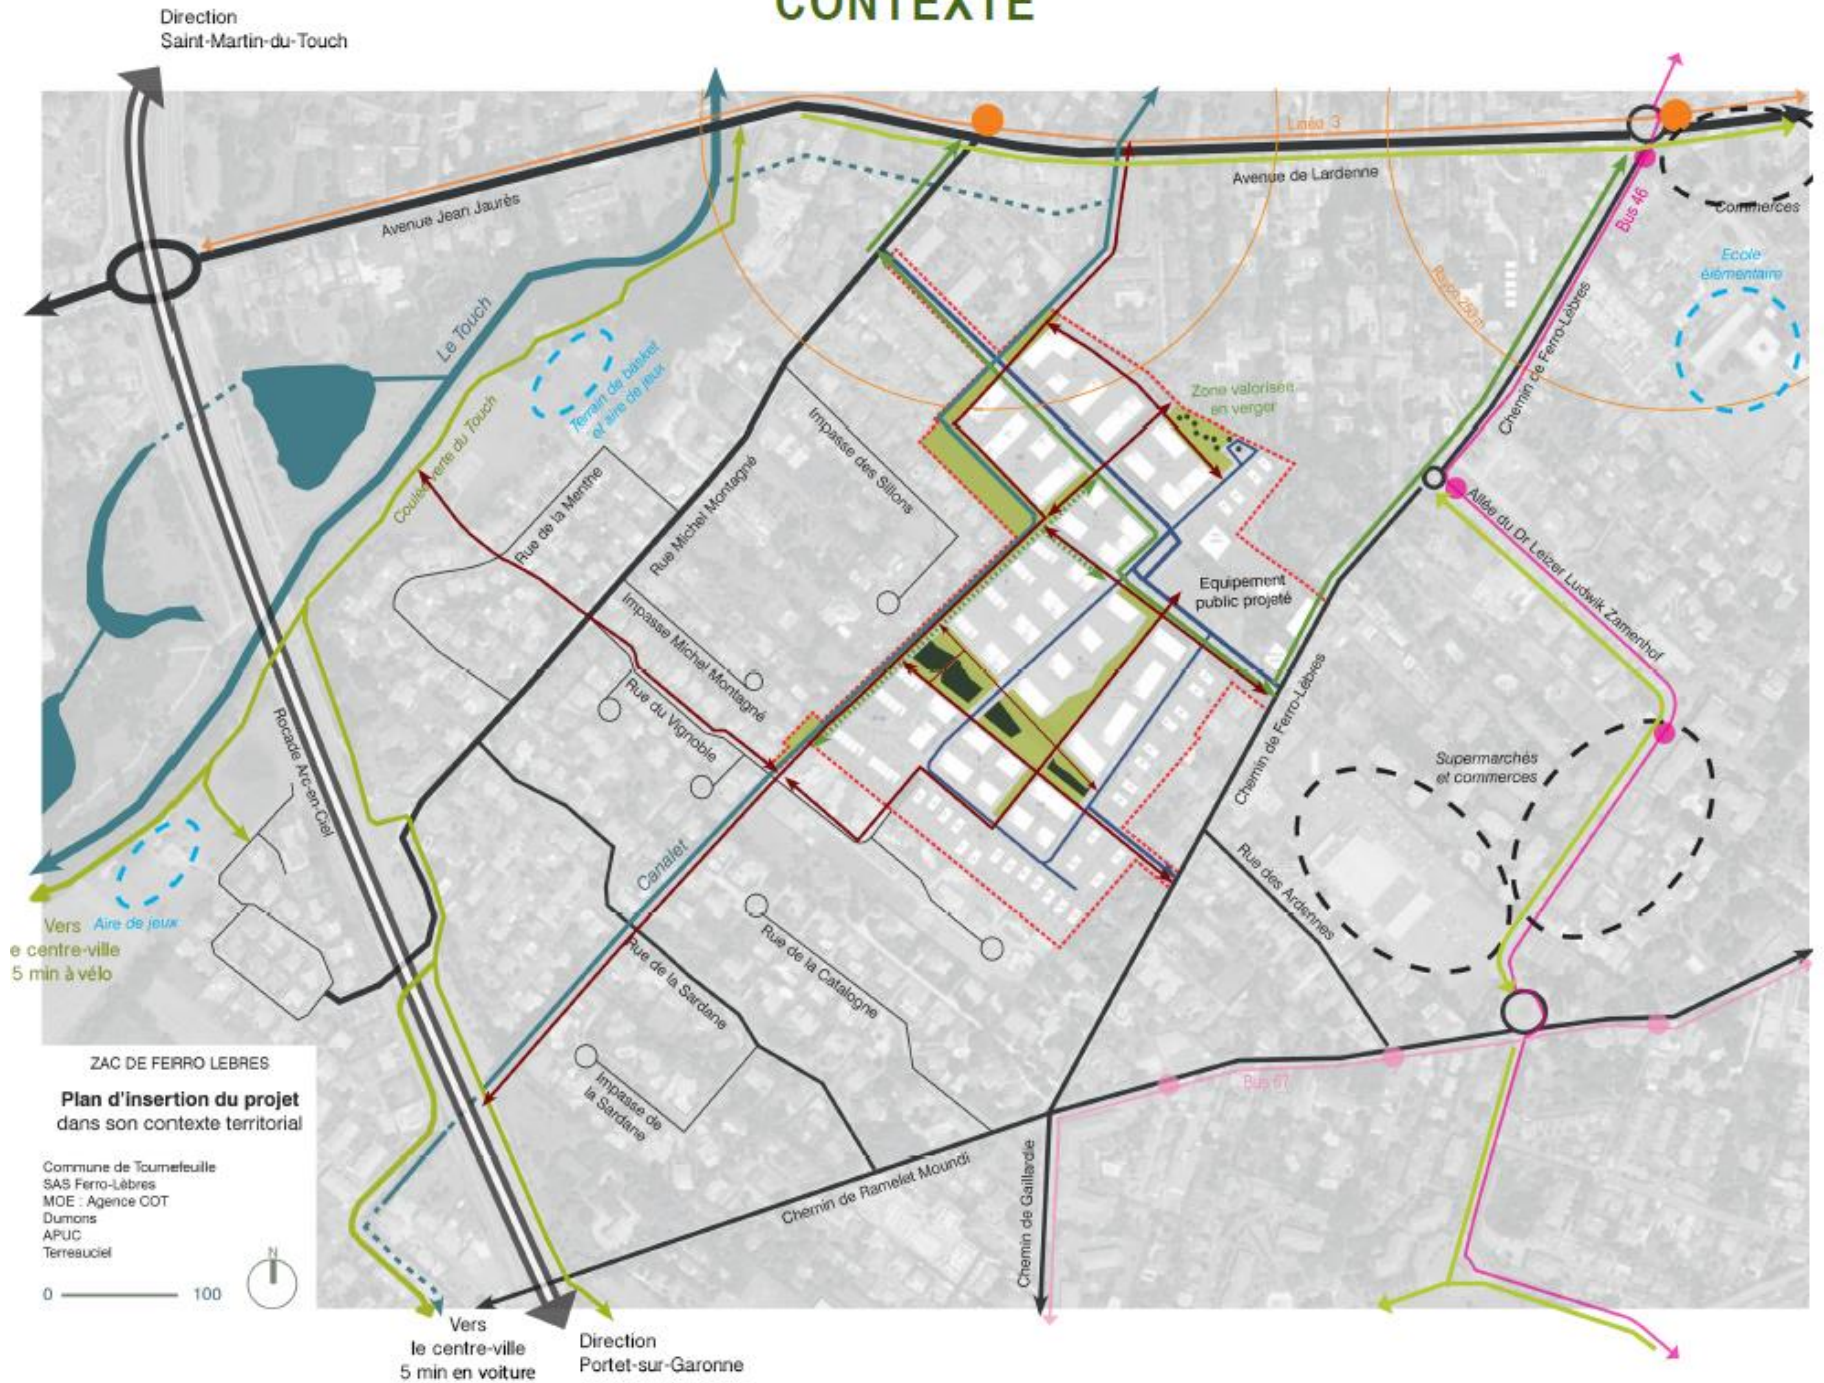 CONTEXTE
Direction
Saint-Martin-du-Touch
Linéo 3
Avenue de Lardenne
Avenue Jean Jaurès
Bus 46
Commerces
Ecole
élémentaire
Le Touch
Rayon 250 m
Chemin de Ferro-Lèbres
Terrain de basket
et aire de jeux
Zone valorisée
en verger
Coulée verte du Touch
Impasse des Sillons
Rue de la Menthe
Rue Michel Montagné
Allée du Dr Leizer Ludwik Zamenhof
Equipement
public projeté
Impasse Michel Montagné
Rue du Vignoble
Chemin de Ferro-Lèbres
Rocade Arc-en-Ciel
Supermarchés
et commerces
Canalet
Rue des Ardennes
Vers
e centre-ville
5 min à vélo
Aire de jeux
Rue de la Sardane
Rue de la Catalogne
Impasse de
la Sardane
Bus 67
Chemin de Ramelet Moundi
Chemin de Gaillardie
ZAC DE FERRO LEBRES
Plan d'insertion du projet
dans son contexte territorial
Commune de Tournefeuille
SAS Ferro-Lèbres
MOE : Agence COT
Dumons
APUC
Terreauciel
N
0 100
Vers
le centre-ville
5 min en voiture
Direction
Portet-sur-Garonne